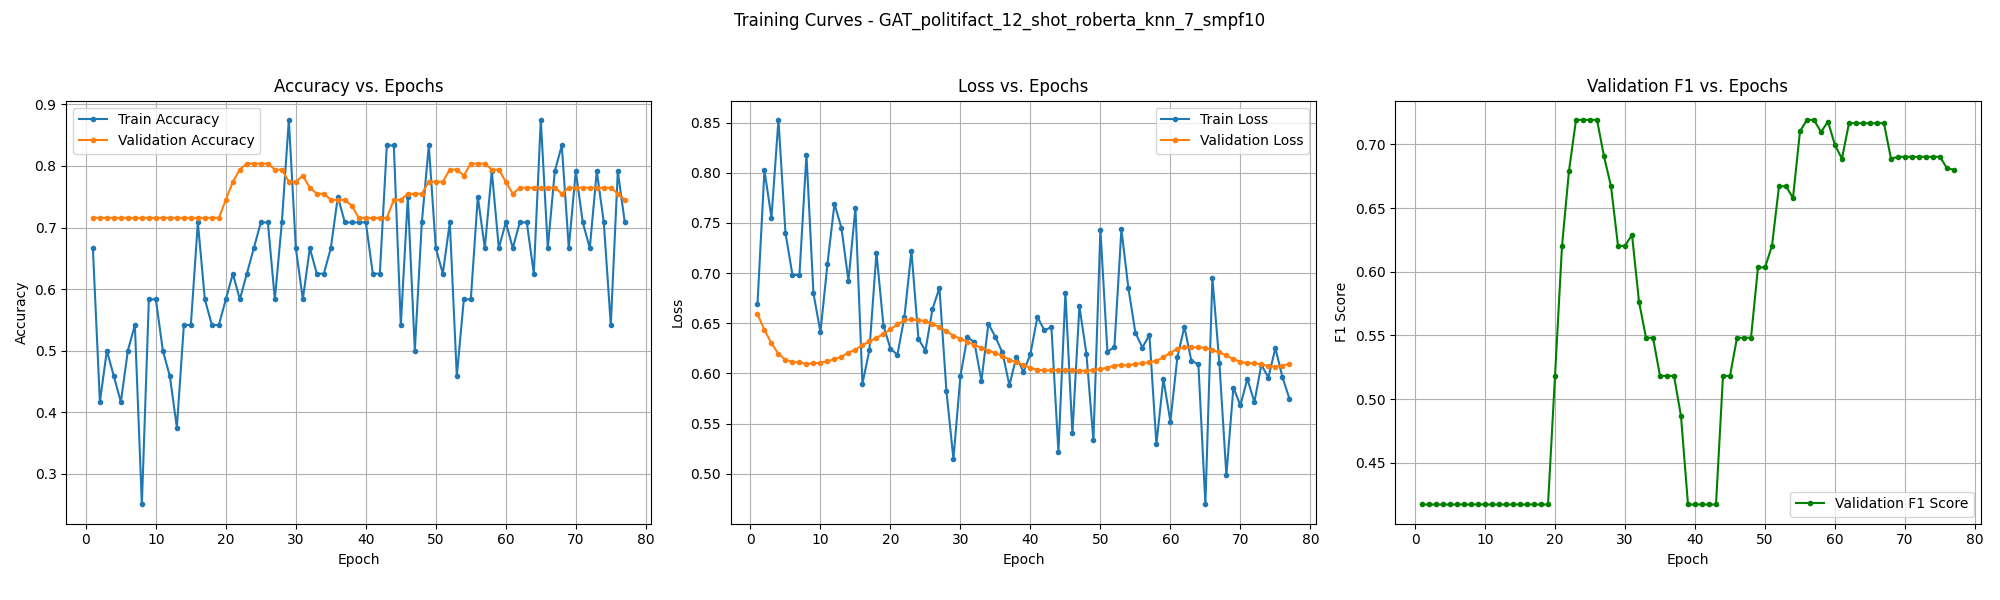 Training Curves - GAT_politifact_12_shot_roberta_knn_7_smpf10
Accuracy vs. Epochs
Train Accuracy
Validation Accuracy
Accuracy
0.9
0.8
0.7
0.6
0.5
0.4
0.3
0 10 20 30 40 50 60 70 80
Epoch
Loss vs. Epochs
Train Loss
Validation Loss
Loss
0.85
0.80
0.75
0.70
0.65
0.60
0.55
0.50
0 10 20 30 40 50 60 70 80
Epoch
Validation F1 vs. Epochs
F1 Score
0.70
0.65
0.60
0.55
0.50
0.45
Validation F1 Score
0 10 20 30 40 50 60 70 80
Epoch